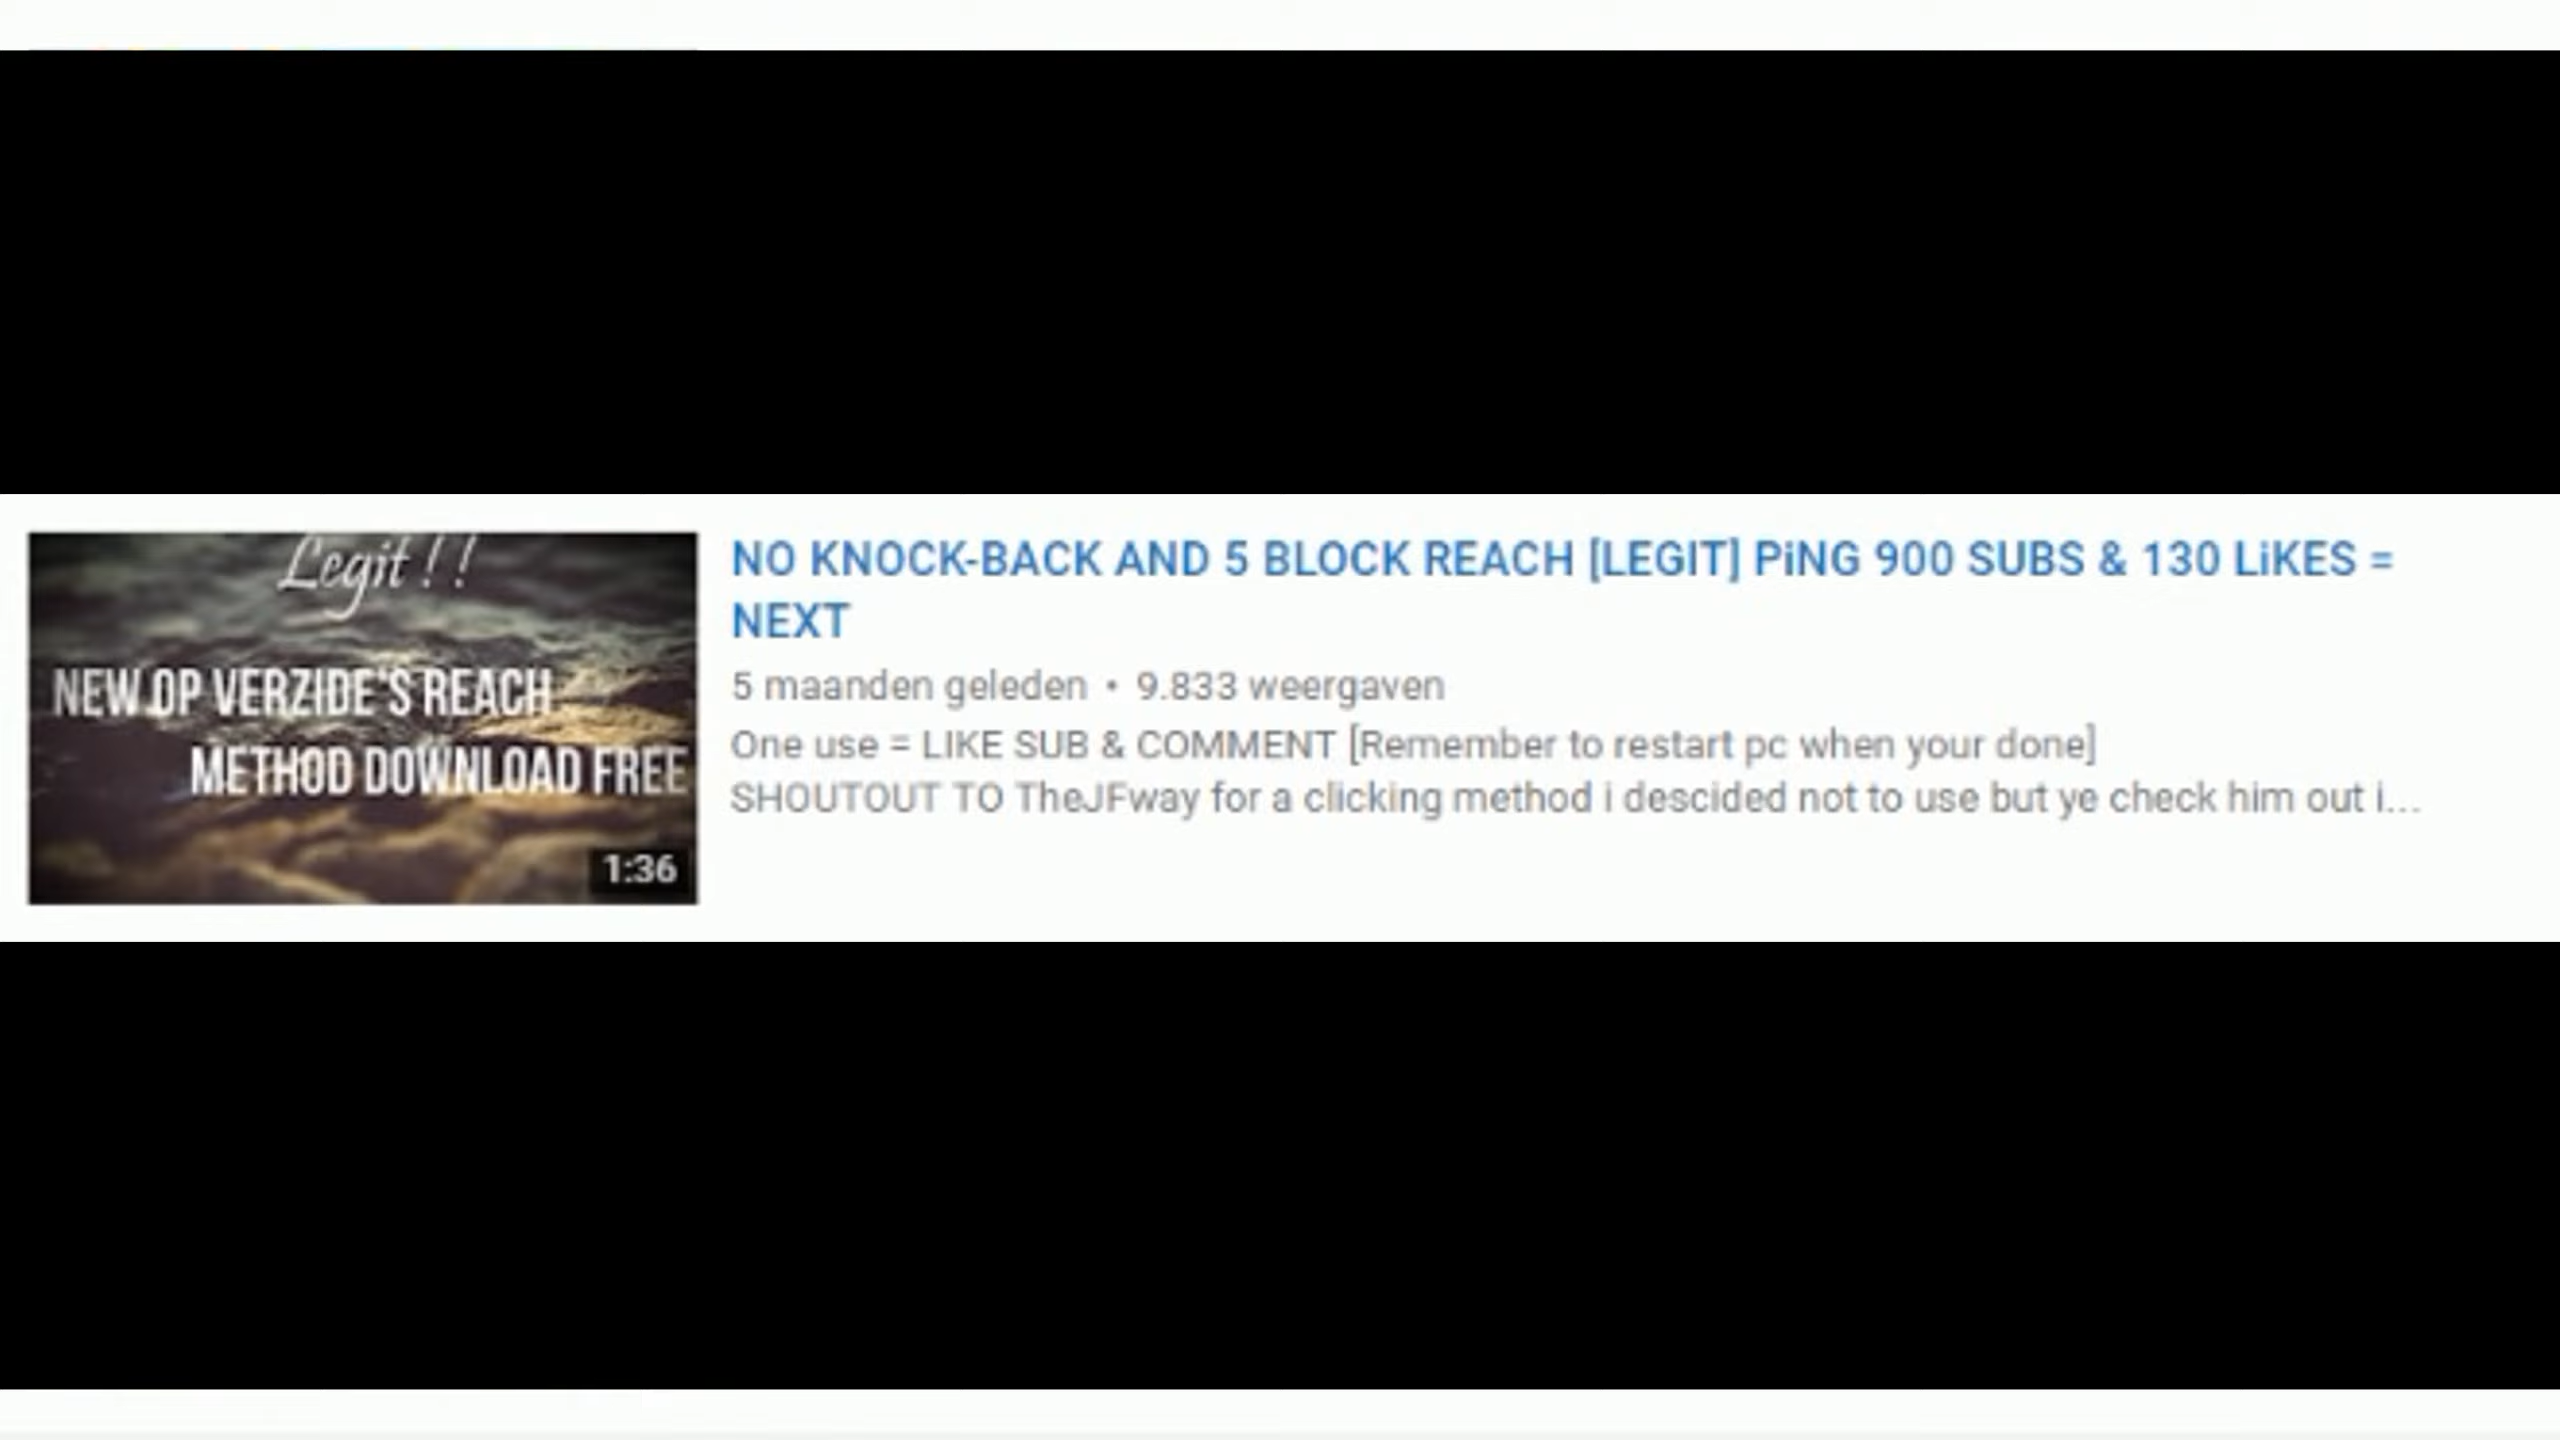 Legit ! !
NEW OP VERZIDE'S REACH
METHOD DOWNLOAD FREE
1:36
NO KNOCK-BACK AND 5 BLOCK REACH [LEGIT] PiNG 900 SUBS & 130 LiKES =
NEXT
5 maanden geleden • 9.833 weergaven
One use = LIKE SUB & COMMENT [Remember to restart pc when your done]
SHOUTOUT TO TheJFway for a clicking method i descided not to use but ye check him out i...